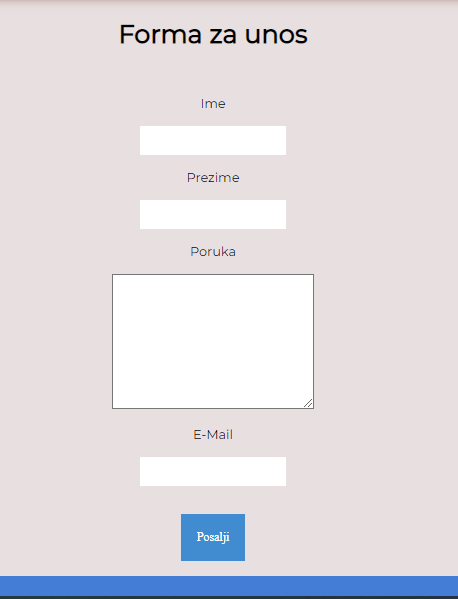 Forma za unos
Ime
Prezime
Poruka
E-Mail
Posalji